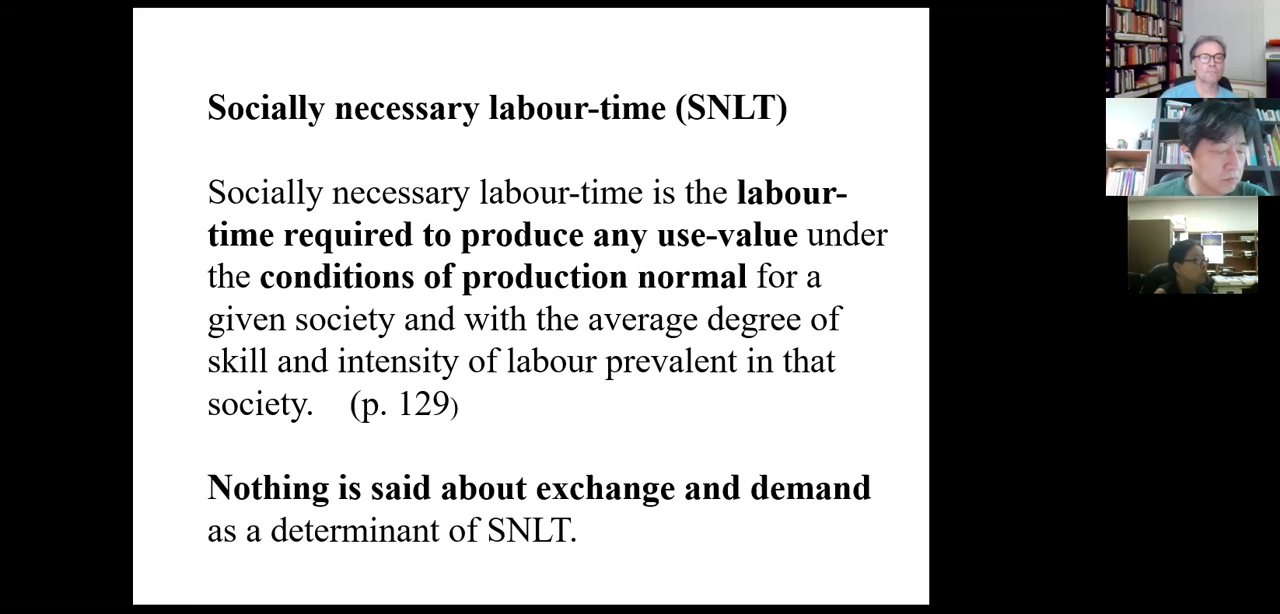 Socially necessary labour-time (SNLT)
Socially necessary labour-time is the labour-
time required to produce any use-value under
the conditions of production normal for a
given society and with the average degree of
skill and intensity of labour prevalent in that
society. (p. 129)
Nothing is said about exchange and demand
as a determinant of SNLT.